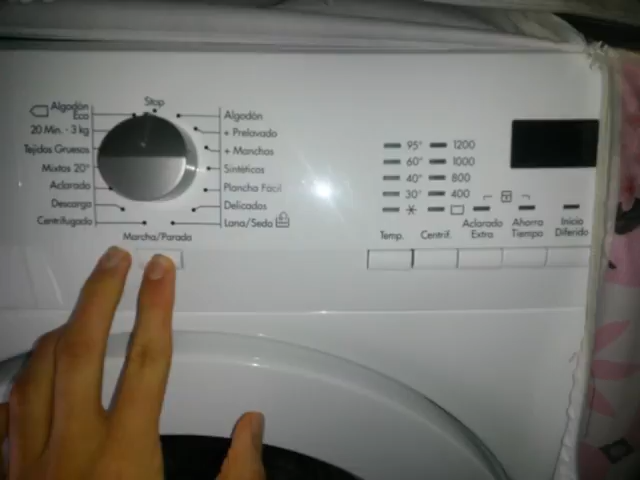 Stop
Algodón
Eco
20 Min. - 3 kg
Tejidos Gruesos
Mixtos 20°
Aclarado
Descarga
Centrifugado
Algodón
+ Prelavado
+ Manchas
Sintéticos
Plancha Fácil
Delicados
Lana/Seda
Marcha/Parada
95° 1200
60° 1000
40° 800
30° 400
Temp.
Centrif.
Aclarado
Extra
Ahorro
Tiempo
Inicio
Diferido